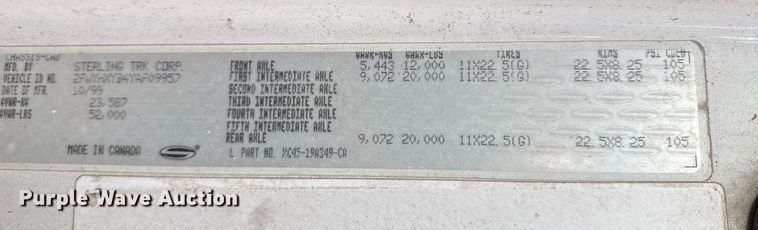 CHASSIS-CAB GAWR-KGS GAWR-LBS TIRES RIMS PSI COLD
MFD. BY STERLING TRK CORP FRONT AXLE 5,443 12,000 11X22.5(G) 22.5X8.25 105
VEHICLE ID NO. FIRST INTERMEDIATE AXLE 9,072 20,000 11X22.5(G) 22.5X8.25 105
DATE OF MFR. 10/99 SECOND INTERMEDIATE AXLE
GVWR-KG 23,587 THIRD INTERMEDIATE AXLE
GVWR-LBS 52,000 FOURTH INTERMEDIATE AXLE
FIFTH INTERMEDIATE AXLE
REAR AXLE 9,072 20,000 11X22.5(G) 22.5X8.25 105
MADE IN CANADA L PART NO. XC45-19A349-CA
Purple Wave Auction